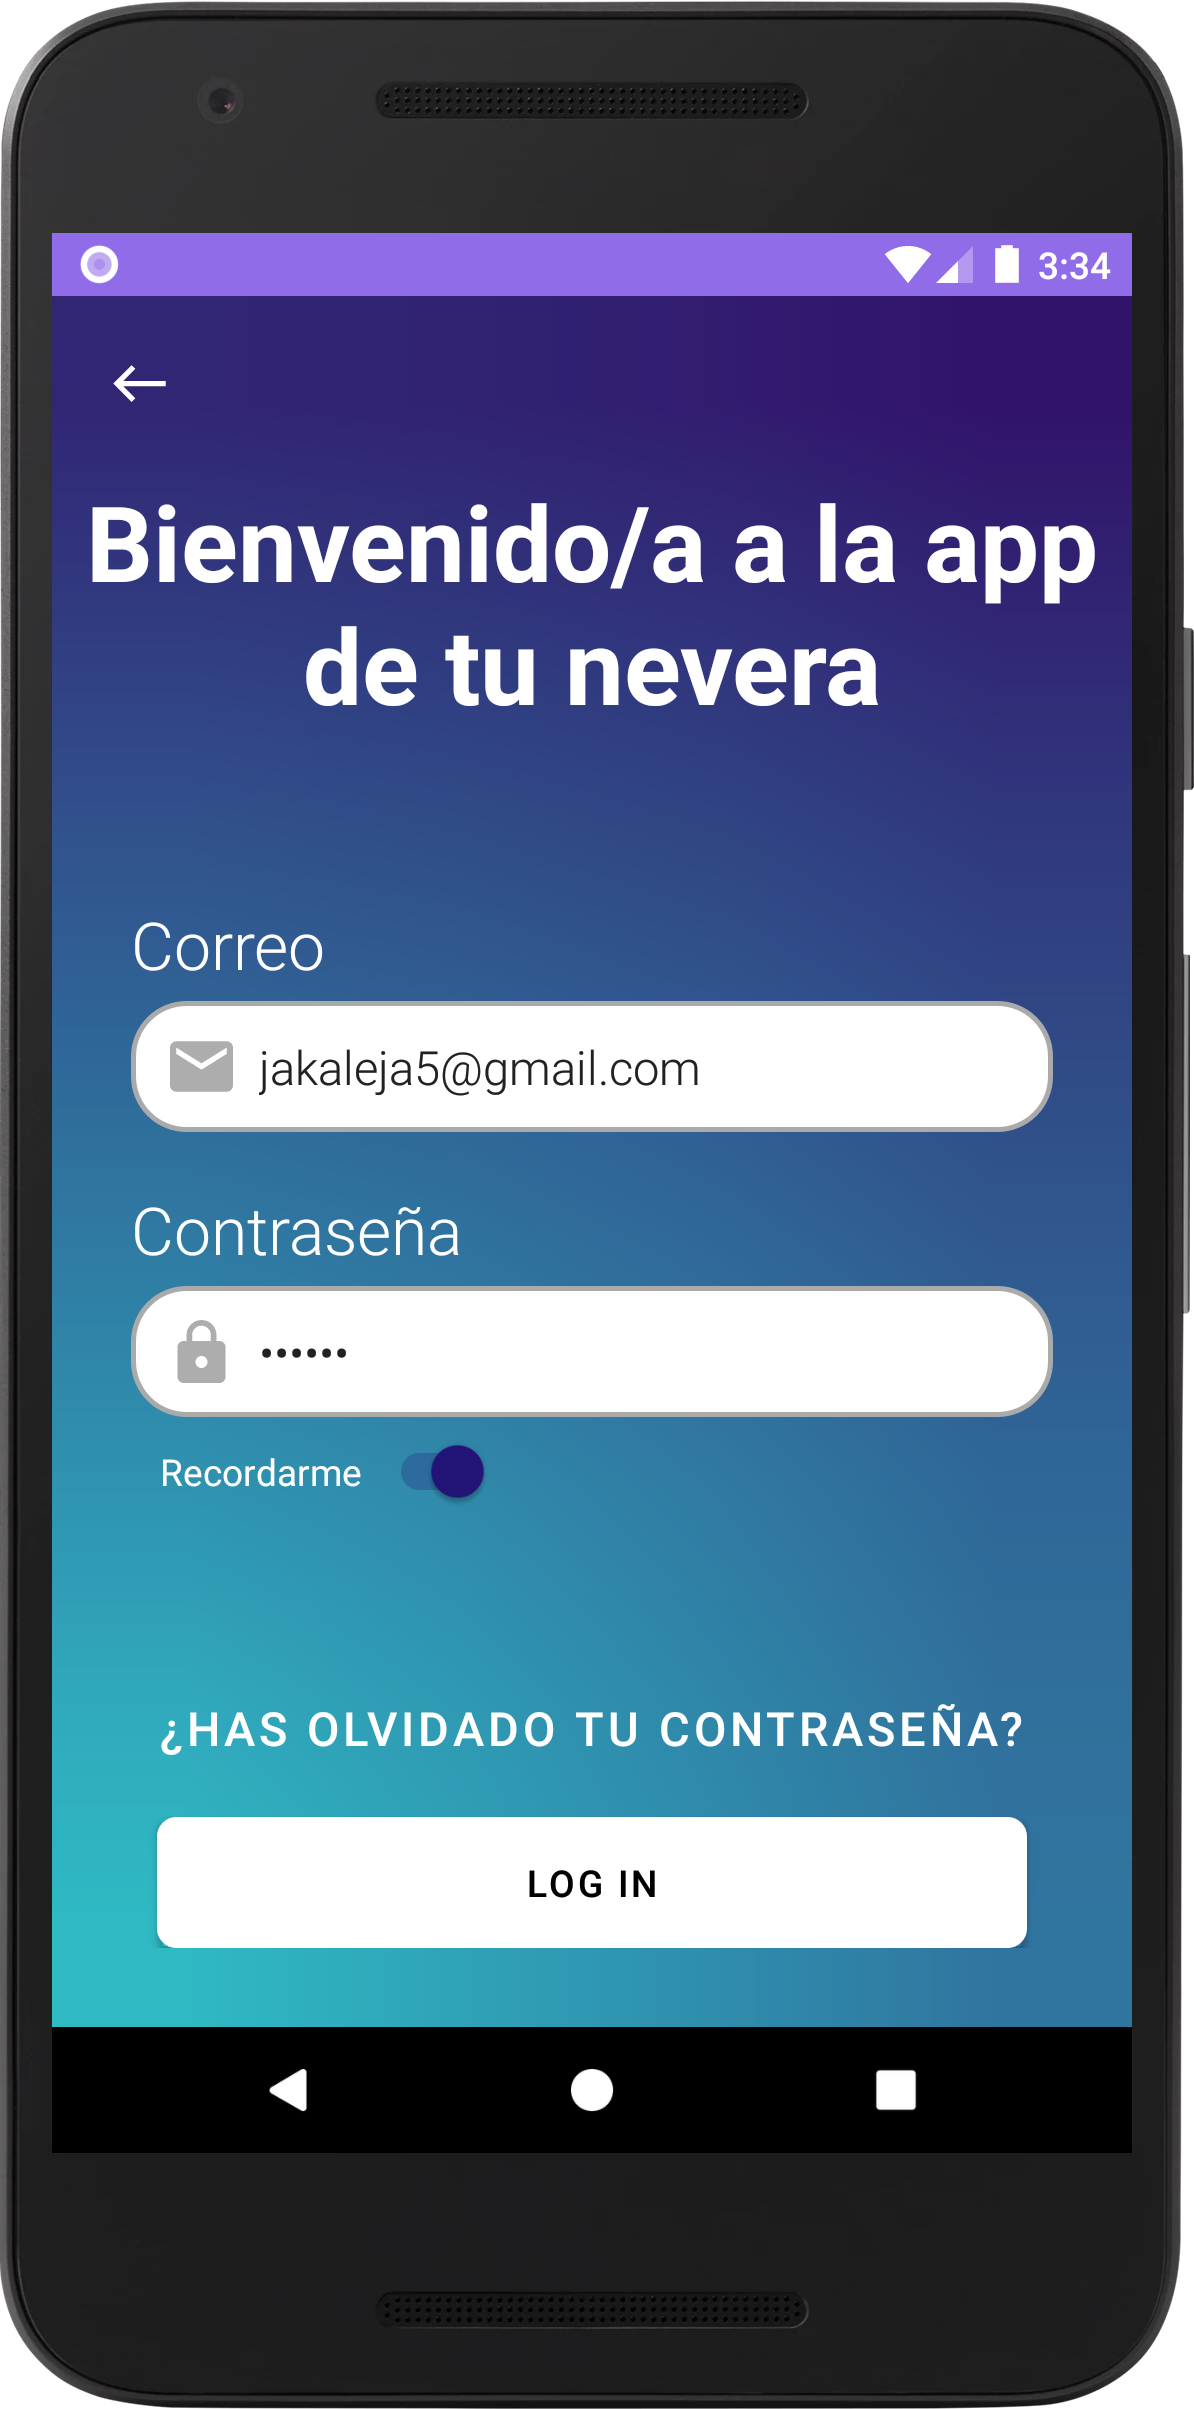 3:34
Bienvenido/a a la app
de tu nevera
Correo
jakaleja5@gmail.com
Contraseña
••••••
Recordarme
¿HAS OLVIDADO TU CONTRASEÑA?
LOG IN